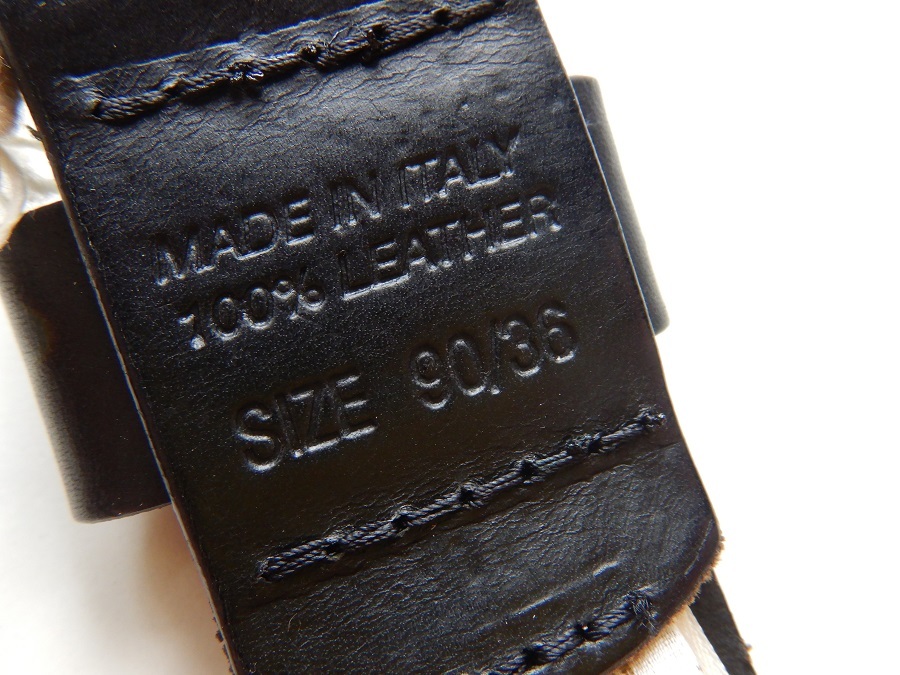 MADE IN ITALY
100% LEATHER
SIZE 90/36